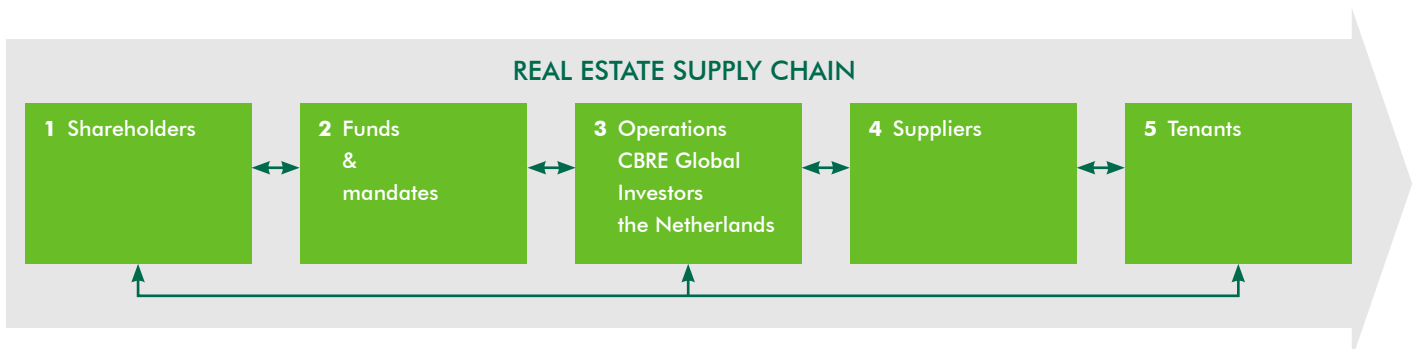 REAL ESTATE SUPPLY CHAIN
1 Shareholders
2 Funds
&
mandates
3 Operations
CBRE Global
Investors
the Netherlands
4 Suppliers
5 Tenants